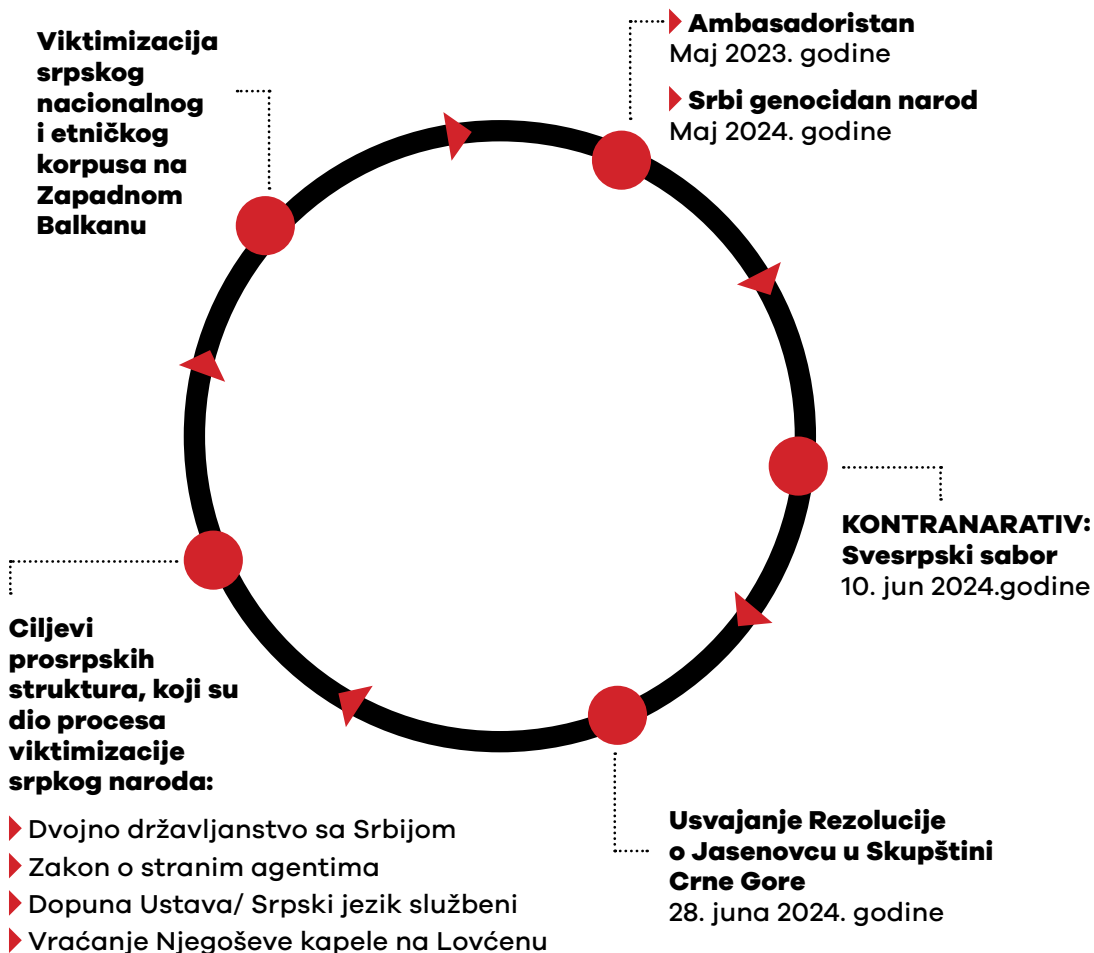 Viktimizacija
srpskog
nacionalnog
i etničkog
korpusa na
Zapadnom
Balkanu
Ambasadoristan
Maj 2023. godine
Srbi genocidan narod
Maj 2024. godine
KONTRANARATIV:
Svesrpski sabor
10. jun 2024.godine
Usvajanje Rezolucije
o Jasenovcu u Skupštini
Crne Gore
28. juna 2024. godine
Ciljevi
prosrpskih
struktura, koji su
dio procesa
viktimizacije
srpkog naroda:
Dvojno državljanstvo sa Srbijom
Zakon o stranim agentima
Dopuna Ustava/ Srpski jezik službeni
Vraćanje Njegoševe kapele na Lovćenu